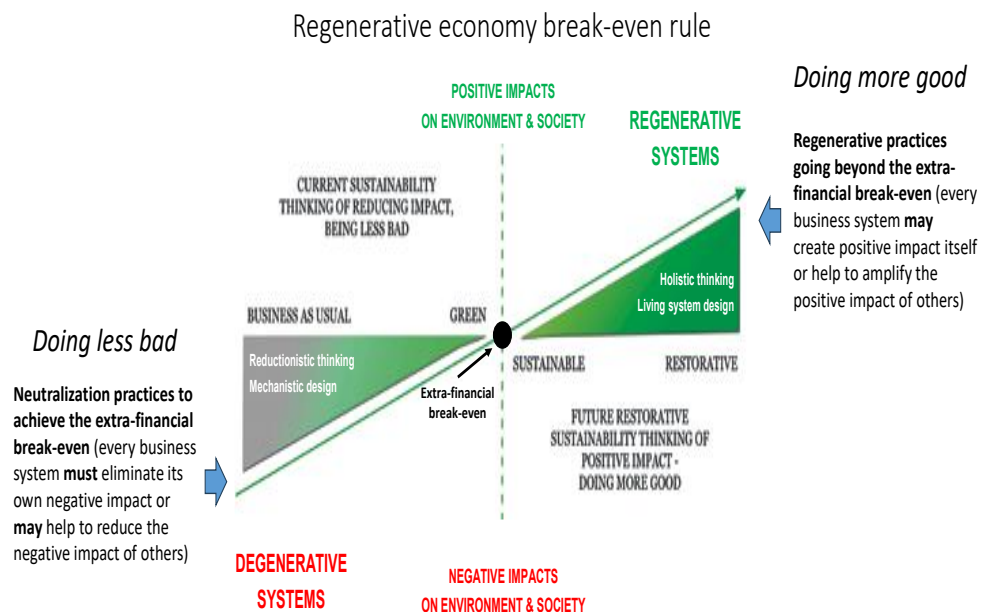 Regenerative economy break-even rule
Doing more good
Regenerative practices
going beyond the extra-
financial break-even (every
business system may
create positive impact itself
or help to amplify the
positive impact of others)
POSITIVE IMPACTS
ON ENVIRONMENT & SOCIETY
REGENERATIVE
SYSTEMS
CURRENT SUSTAINABILITY
THINKING OF REDUCING IMPACT,
BEING LESS BAD
Holistic thinking
Living system design
BUSINESS AS USUAL
GREEN
Reductionistic thinking
Mechanistic design
SUSTAINABLE
RESTORATIVE
Extra-financial
break-even
FUTURE RESTORATIVE
SUSTAINABILITY THINKING OF
POSITIVE IMPACT -
DOING MORE GOOD
Doing less bad
Neutralization practices to
achieve the extra-financial
break-even (every business
system must eliminate its
own negative impact or
may help to reduce the
negative impact of others)
DEGENERATIVE
SYSTEMS
NEGATIVE IMPACTS
ON ENVIRONMENT & SOCIETY